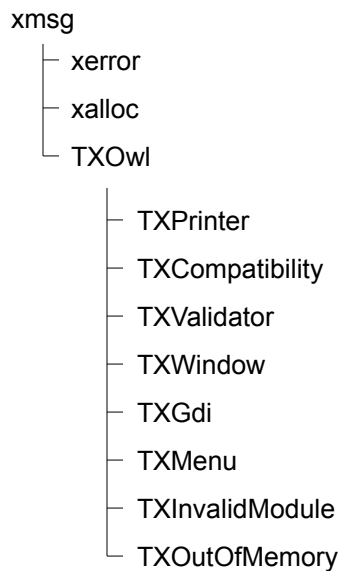 xmsg
xerror
xalloc
TXOwl
TXPrinter
TXCompatibility
TXValidator
TXWindow
TXGdi
TXMenu
TXInvalidModule
TXOutOfMemory